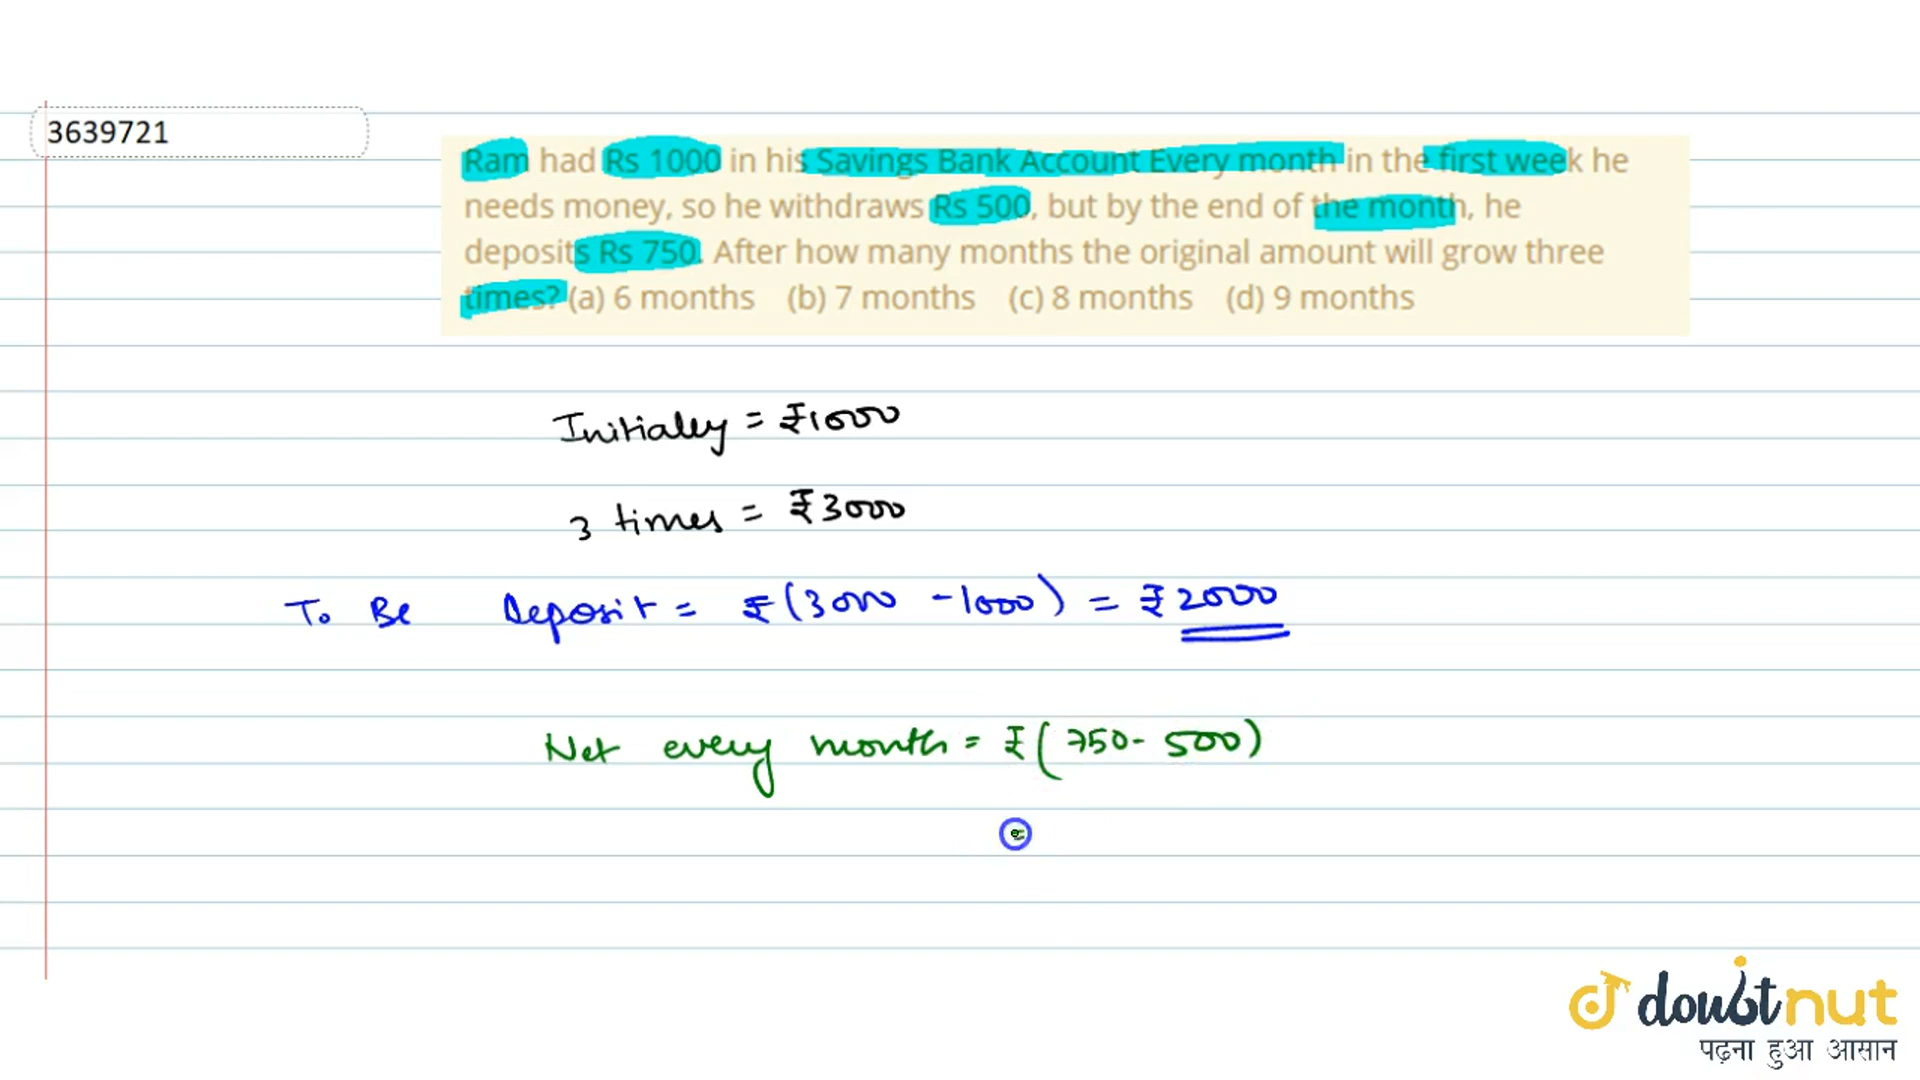 3639721
Ram had Rs 1000 in his Savings Bank Account Every month in the first week he
needs money, so he withdraws Rs 500, but by the end of the month, he
deposits Rs 750. After how many months the original amount will grow three
times? (a) 6 months (b) 7 months (c) 8 months (d) 9 months
Initialey = ₹1000
3 times = ₹3000
To Be Deposit = ₹(3000 -1000) = ₹2000
Net every month = ₹(750- 500)
=
doubtnut
पढ़ना हुआ आसान